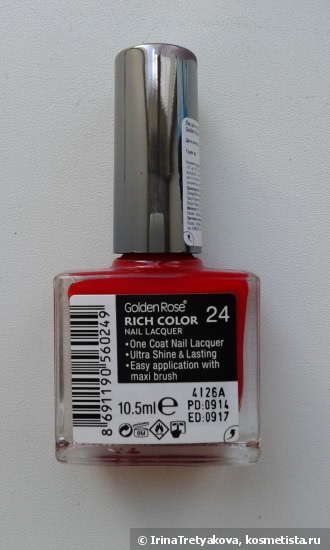 Golden Rose®
RICH COLOR 24
NAIL LACQUER
•One Coat Nail Lacquer
•Ultra Shine & Lasting
•Easy application with
maxi brush
10.5ml e
4126A
PD:0914
ED:0917
8 691190 560249
© IrinaTretyakova, kosmetista.ru